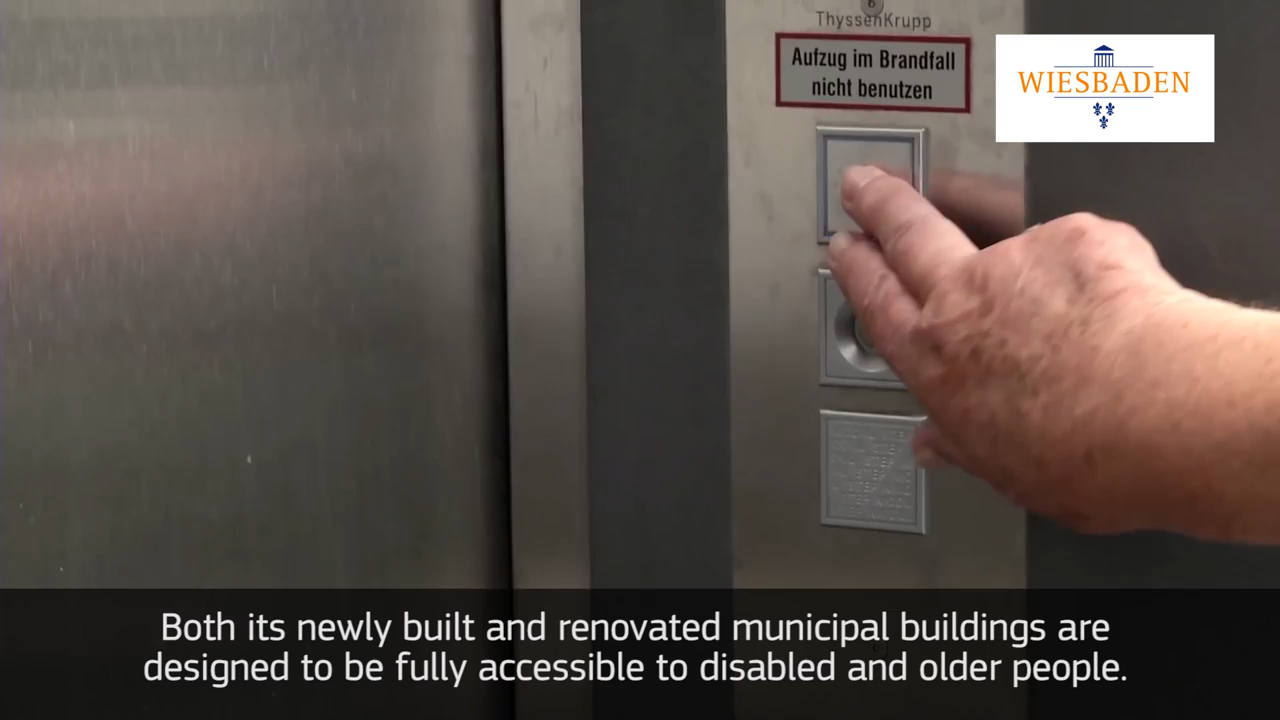 ThyssenKrupp
Aufzug im Brandfall
nicht benutzen
WIESBADEN
Both its newly built and renovated municipal buildings are
designed to be fully accessible to disabled and older people.